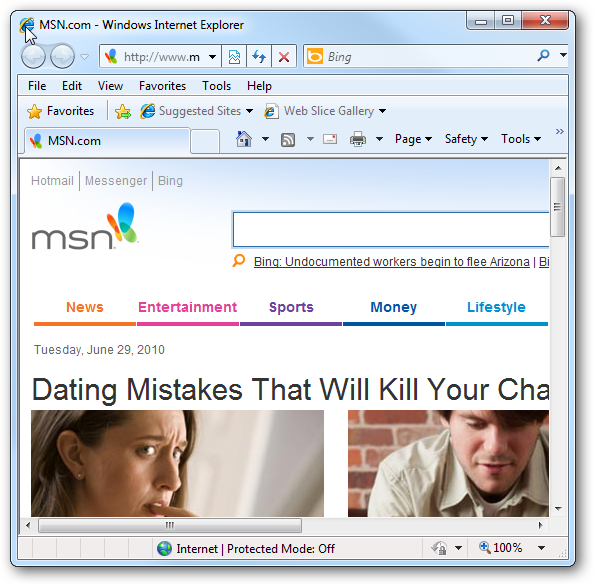 MSN.com - Windows Internet Explorer
http://www.m Bing
File Edit View Favorites Tools Help
Favorites Suggested Sites Web Slice Gallery
MSN.com Page Safety Tools »
Hotmail Messenger Bing
msn
Bing: Undocumented workers begin to flee Arizona | Bi
News Entertainment Sports Money Lifestyle
Tuesday, June 29, 2010
Dating Mistakes That Will Kill Your Cha
Internet | Protected Mode: Off 100%